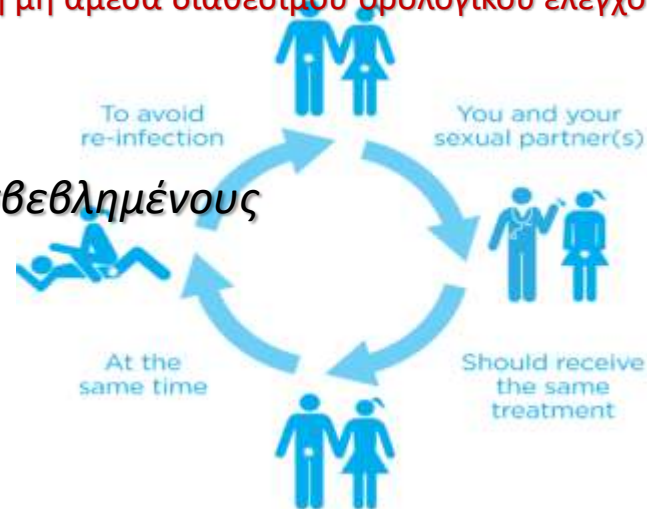 μη άμεσα διαθέσιμου ορολογικού ελέγχο
To avoid
re-infection
You and your
sexual partner(s)
βεβλημένους
At the
same time
Should receive
the same
treatment